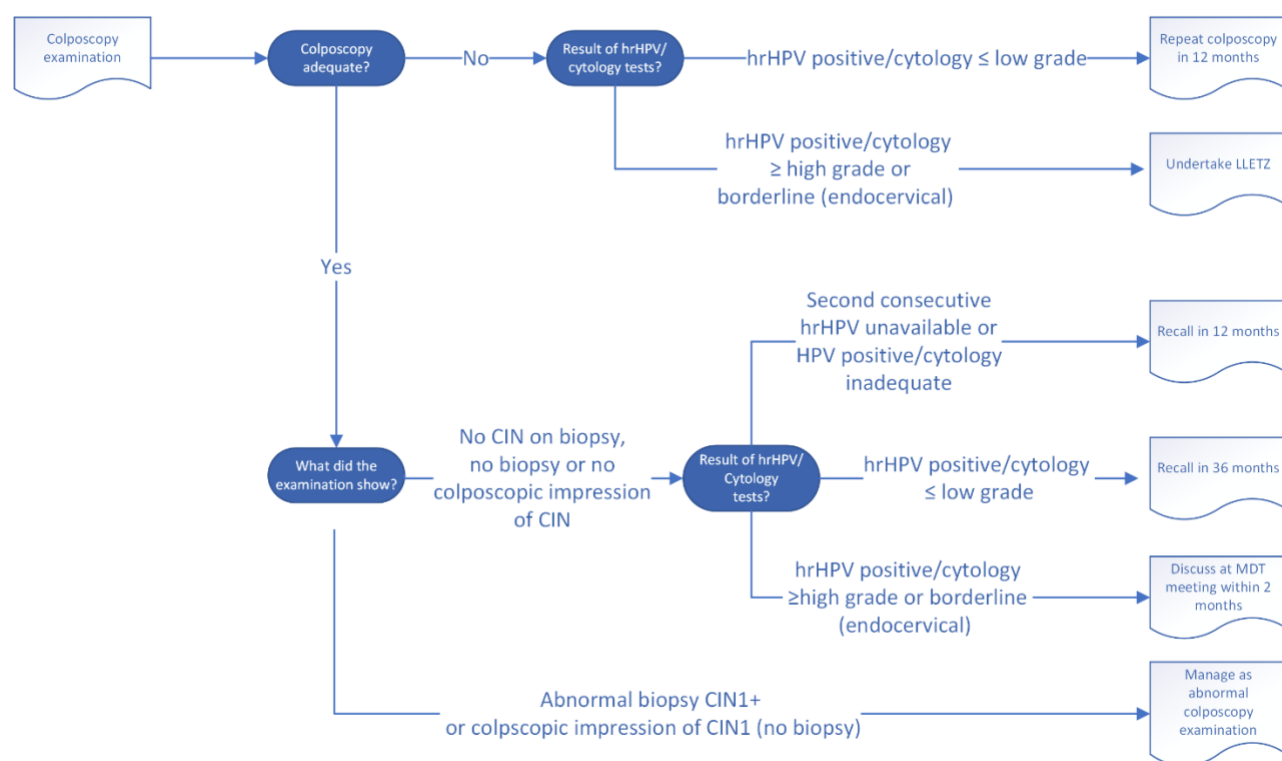 Colposcopy
examination
Colposcopy
adequate?
No
Result of hrHPV/
cytology tests?
hrHPV positive/cytology ≤ low grade
Repeat colposcopy
in 12 months
hrHPV positive/cytology
≥ high grade or
borderline (endocervical)
Undertake LLETZ
Yes
Second consecutive
hrHPV unavailable or
HPV positive/cytology
inadequate
Recall in 12 months
What did the
examination show?
No CIN on biopsy,
no biopsy or no
colposcopic impression
of CIN
Result of hrHPV/
Cytology
tests?
hrHPV positive/cytology
≤ low grade
Recall in 36 months
hrHPV positive/cytology
≥high grade or borderline
(endocervical)
Discuss at MDT
meeting within 2
months
Abnormal biopsy CIN1+
or colpscopic impression of CIN1 (no biopsy)
Manage as
abnormal
colposcopy
examination